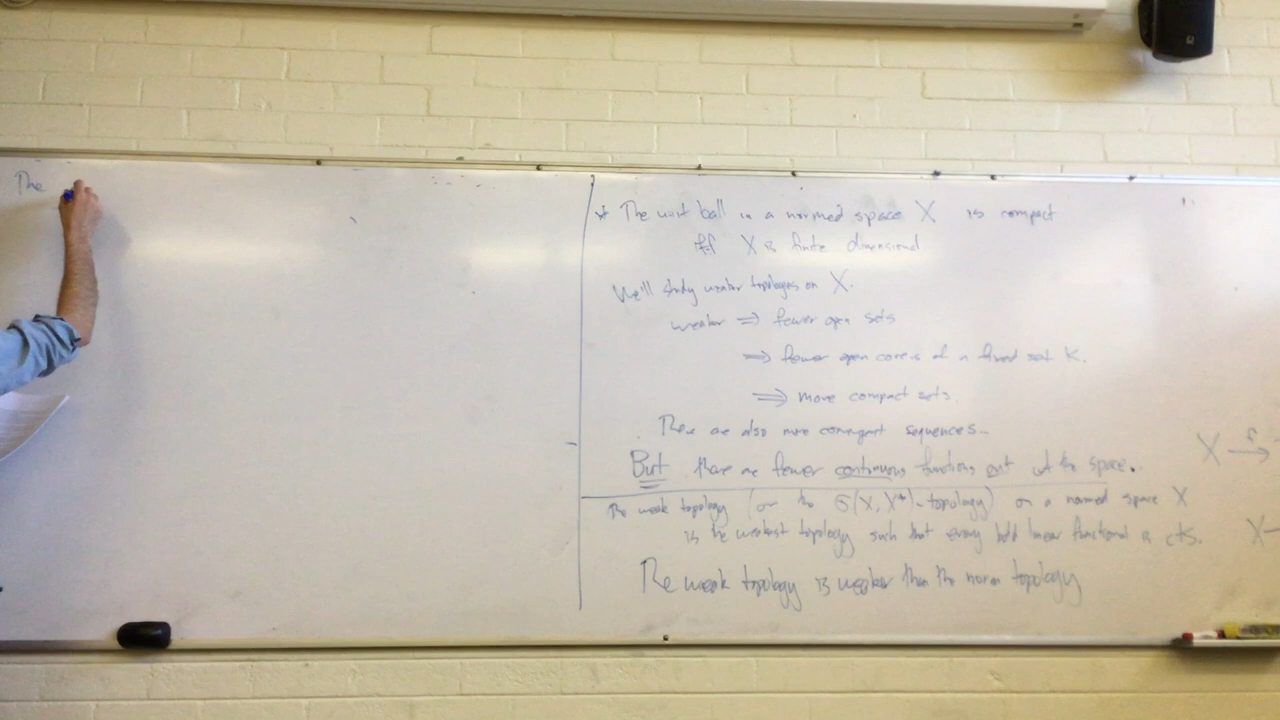 The
* The unit ball in a normed space X is compact
iff X is finite dimensional
We'll study weaker topologies on X.
weaker ⇒ fewer open sets
⇒ fewer open covers of a fixed set K.
⇒ more compact sets.
There are also more convergent sequences...
But there are fewer continuous functions out of the space.
X →
The weak topology (or the σ(X, X*)-topology) on a normed space X
is the weakest topology such that every bdd linear functional is cts.
X
The weak topology is weaker than the norm topology